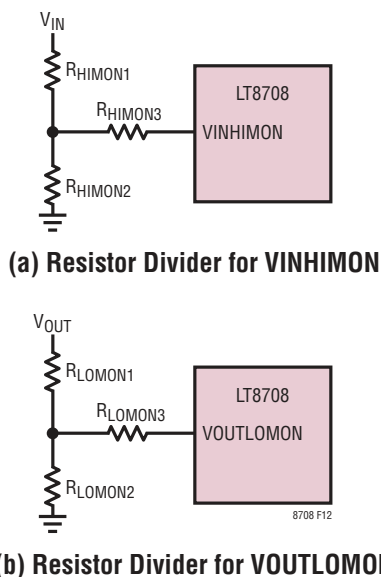 VIN
RHIMON1
RHIMON3
LT8708
VINHIMON
RHIMON2
(a) Resistor Divider for VINHIMON
VOUT
RLOMON1
RLOMON3
LT8708
VOUTLOMON
RLOMON2
8708 F12
(b) Resistor Divider for VOUTLOMON